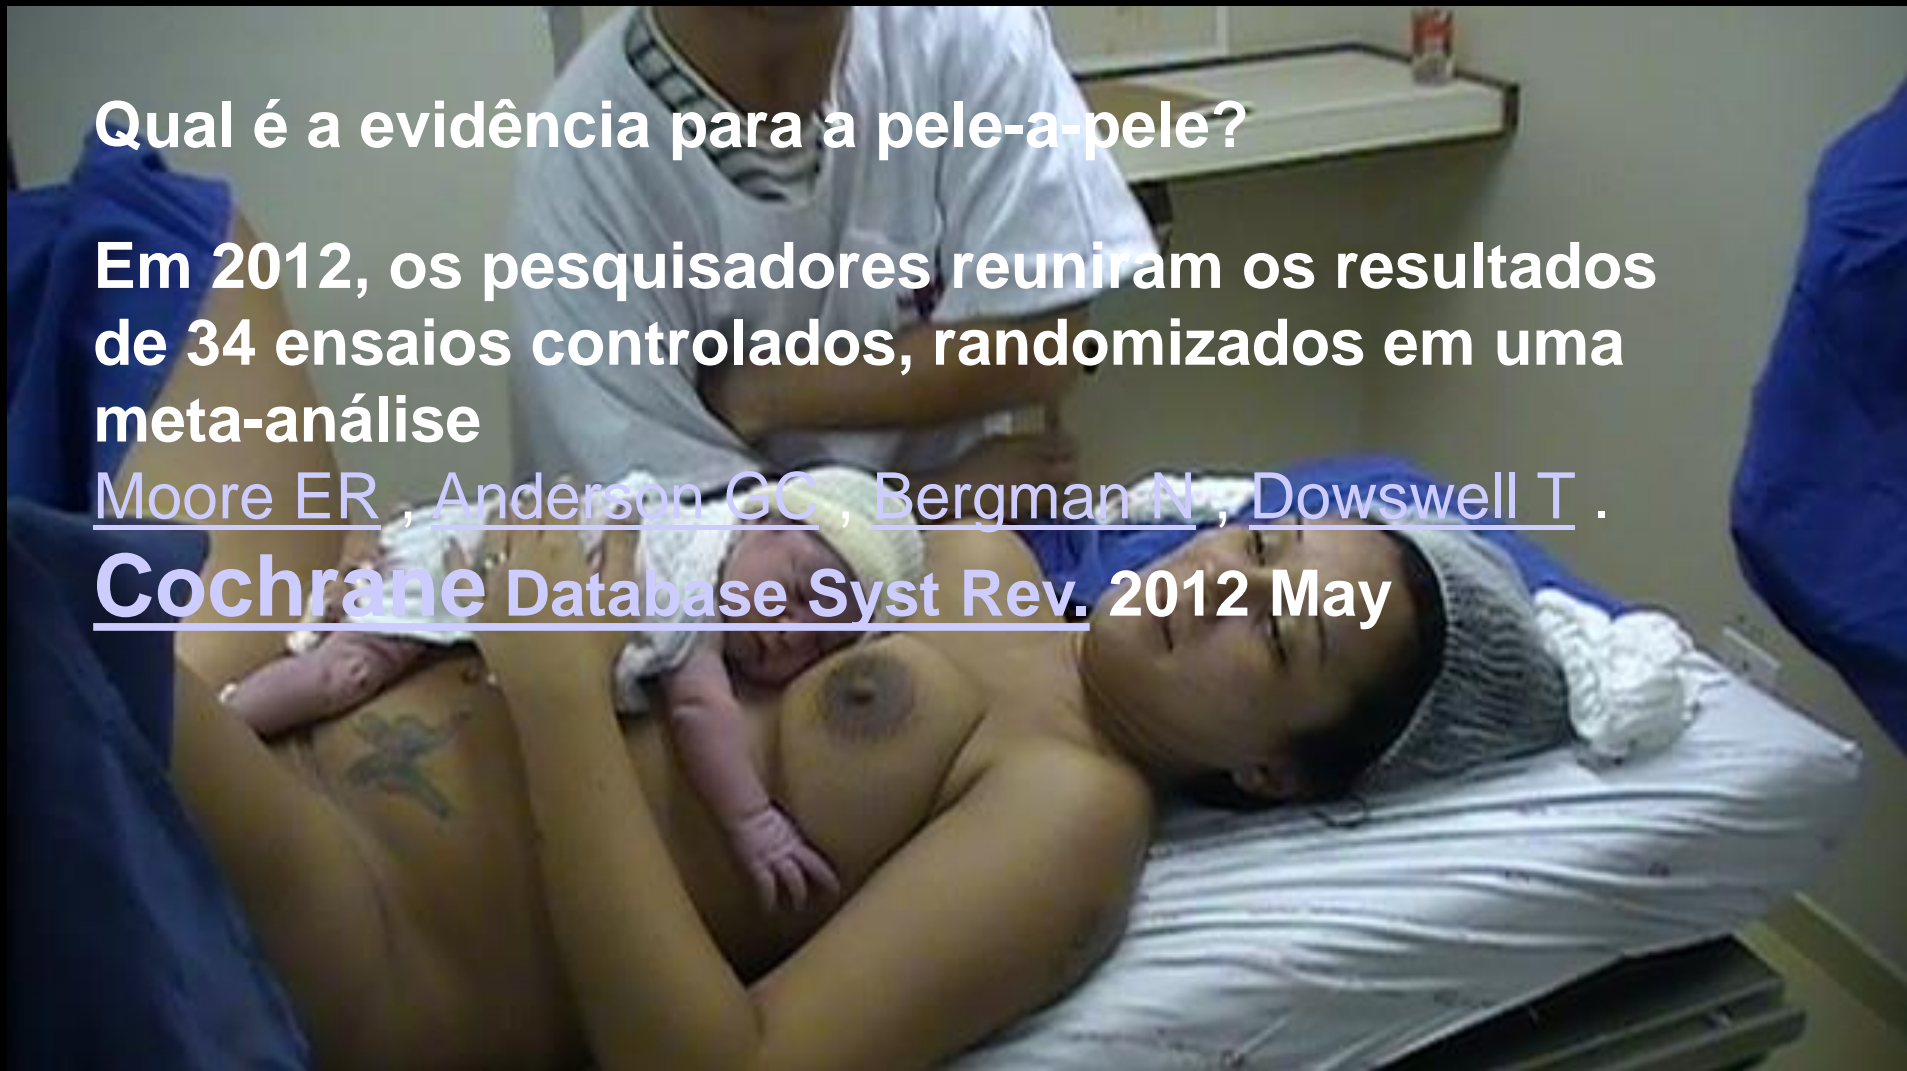 Qual é a evidência para a pele-a-pele?
Em 2012, os pesquisadores reuniram os resultados
de 34 ensaios controlados, randomizados em uma
meta-análise
Moore ER , Anderson GC , Bergman N , Dowswell T .
Cochrane Database Syst Rev. 2012 May